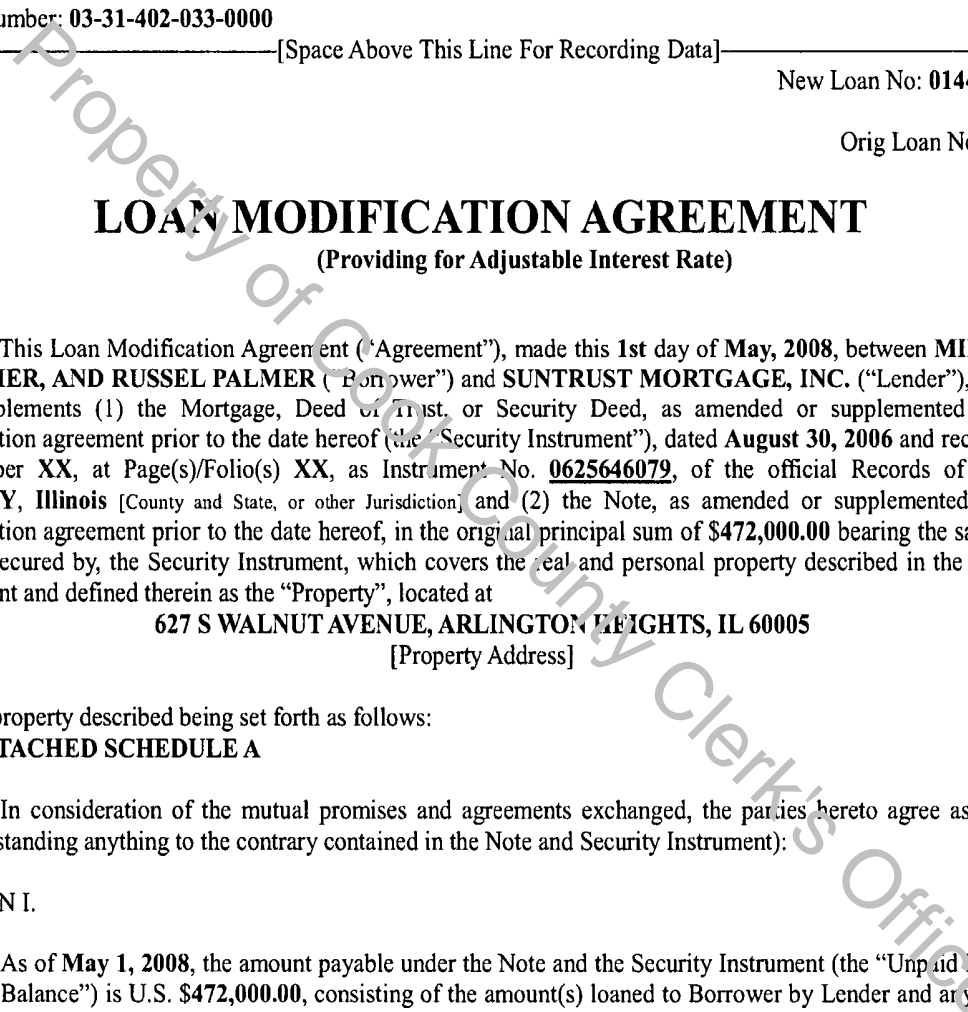 umber: 03-31-402-033-0000
[Space Above This Line For Recording Data]
New Loan No: 014
Orig Loan No
LOAN MODIFICATION AGREEMENT
(Providing for Adjustable Interest Rate)
This Loan Modification Agreement ("Agreement"), made this 1st day of May, 2008, between MI
IER, AND RUSSEL PALMER ("Borrower") and SUNTRUST MORTGAGE, INC. ("Lender"),
plements (1) the Mortgage, Deed of Trust, or Security Deed, as amended or supplemented
tion agreement prior to the date hereof (the "Security Instrument"), dated August 30, 2006 and rec
per XX, at Page(s)/Folio(s) XX, as Instrument No. 0625646079, of the official Records of
Y, Illinois [County and State, or other Jurisdiction] and (2) the Note, as amended or supplemented
tion agreement prior to the date hereof, in the original principal sum of $472,000.00 bearing the sa
ecured by, the Security Instrument, which covers the real and personal property described in the
nt and defined therein as the "Property", located at
627 S WALNUT AVENUE, ARLINGTON HEIGHTS, IL 60005
[Property Address]
property described being set forth as follows:
TACHED SCHEDULE A
In consideration of the mutual promises and agreements exchanged, the parties hereto agree as
standing anything to the contrary contained in the Note and Security Instrument):
N I.
As of May 1, 2008, the amount payable under the Note and the Security Instrument (the "Unpaid
Balance") is U.S. $472,000.00, consisting of the amount(s) loaned to Borrower by Lender and any
Property of Cook County Clerk's Office